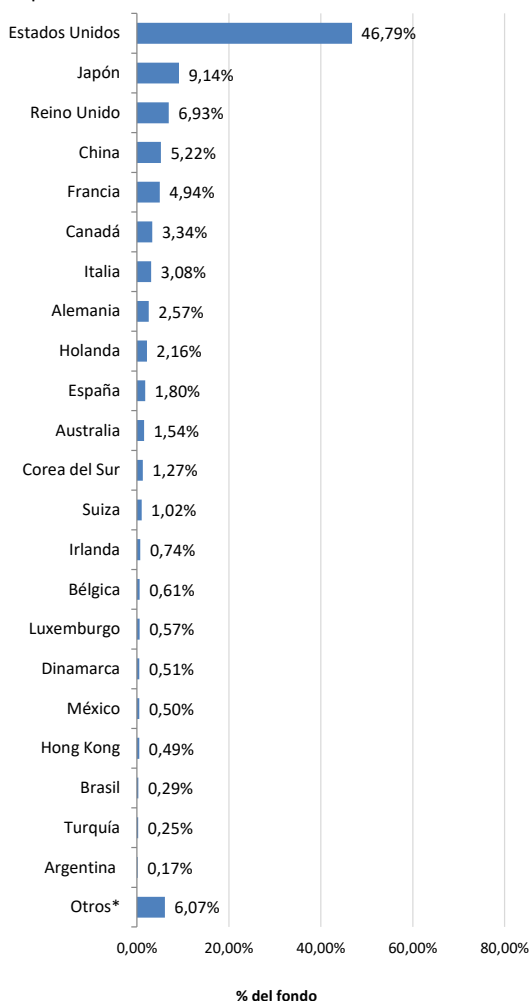 Estados Unidos 46,79%
Japón 9,14%
Reino Unido 6,93%
China 5,22%
Francia 4,94%
Canadá 3,34%
Italia 3,08%
Alemania 2,57%
Holanda 2,16%
España 1,80%
Australia 1,54%
Corea del Sur 1,27%
Suiza 1,02%
Irlanda 0,74%
Bélgica 0,61%
Luxemburgo 0,57%
Dinamarca 0,51%
México 0,50%
Hong Kong 0,49%
Brasil 0,29%
Turquía 0,25%
Argentina 0,17%
Otros* 6,07%
0,00% 20,00% 40,00% 60,00% 80,00%
% del fondo